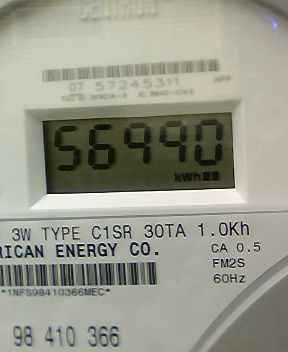 CENTRON
07 57245311
56990
kWh
3W TYPE C1SR 30TA 1.0Kh
RICAN ENERGY CO.
CA 0.5
FM2S
60Hz
*1NFS98410366MEC*
98 410 366